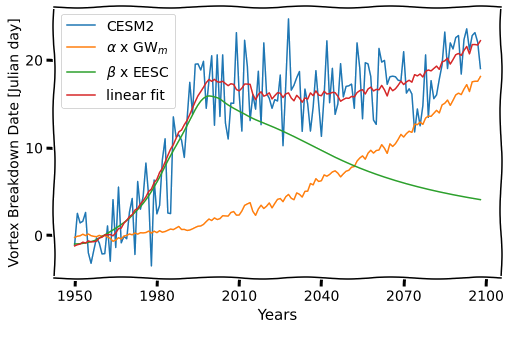 CESM2
α x GWₘ
β x EESC
linear fit
Vortex Breakdown Date [Julian day]
20
10
0
1950
1980
2010
2040
2070
2100
Years